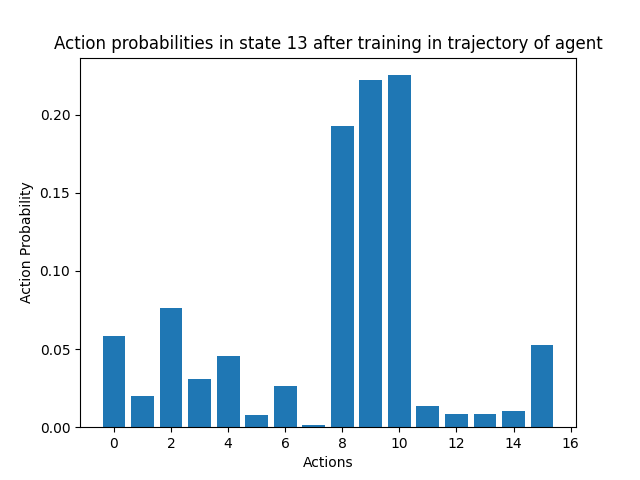 Action probabilities in state 13 after training in trajectory of agent
Action Probability
0.20
0.15
0.10
0.05
0.00
0 2 4 6 8 10 12 14 16
Actions